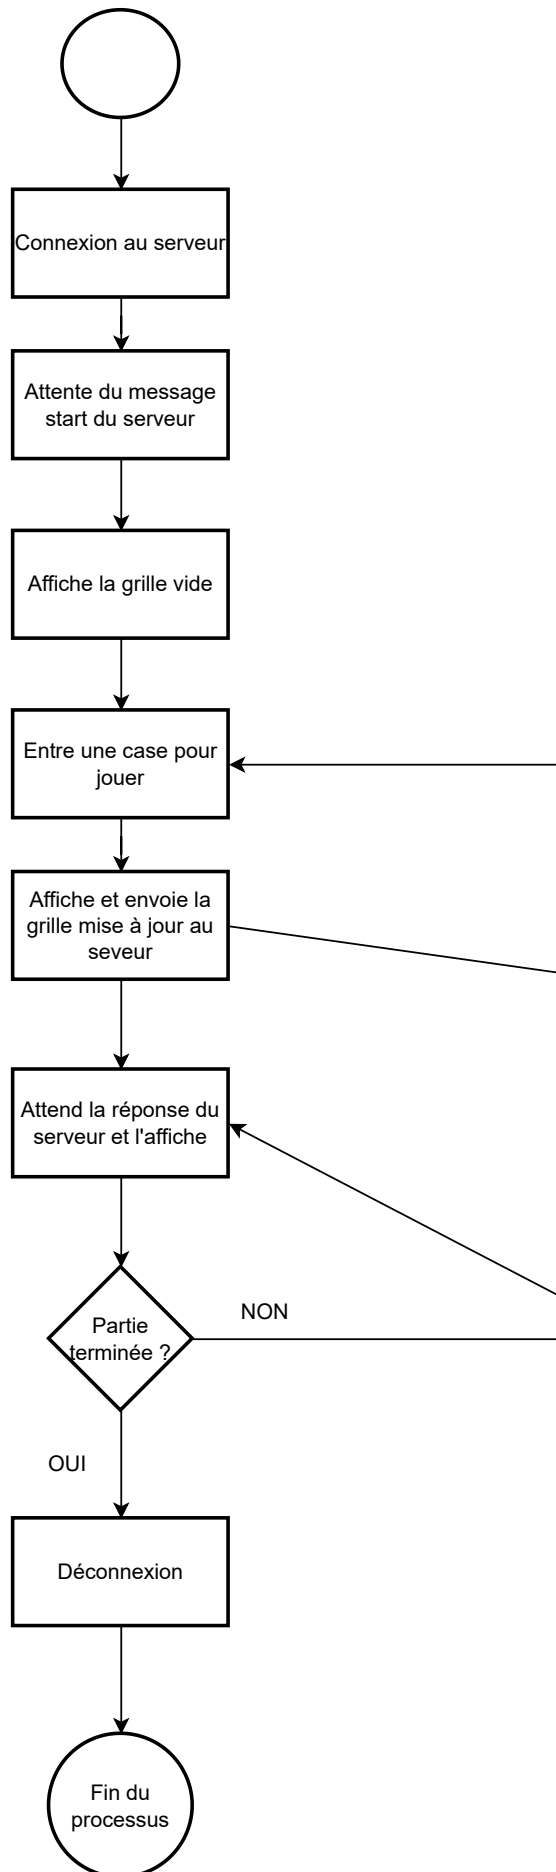 Connexion au serveur
Attente du message
start du serveur
Affiche la grille vide
Entre une case pour
jouer
Affiche et envoie la
grille mise à jour au
seveur
Attend la réponse du
serveur et l'affiche
NON
Partie
terminée ?
OUI
Déconnexion
Fin du
processus